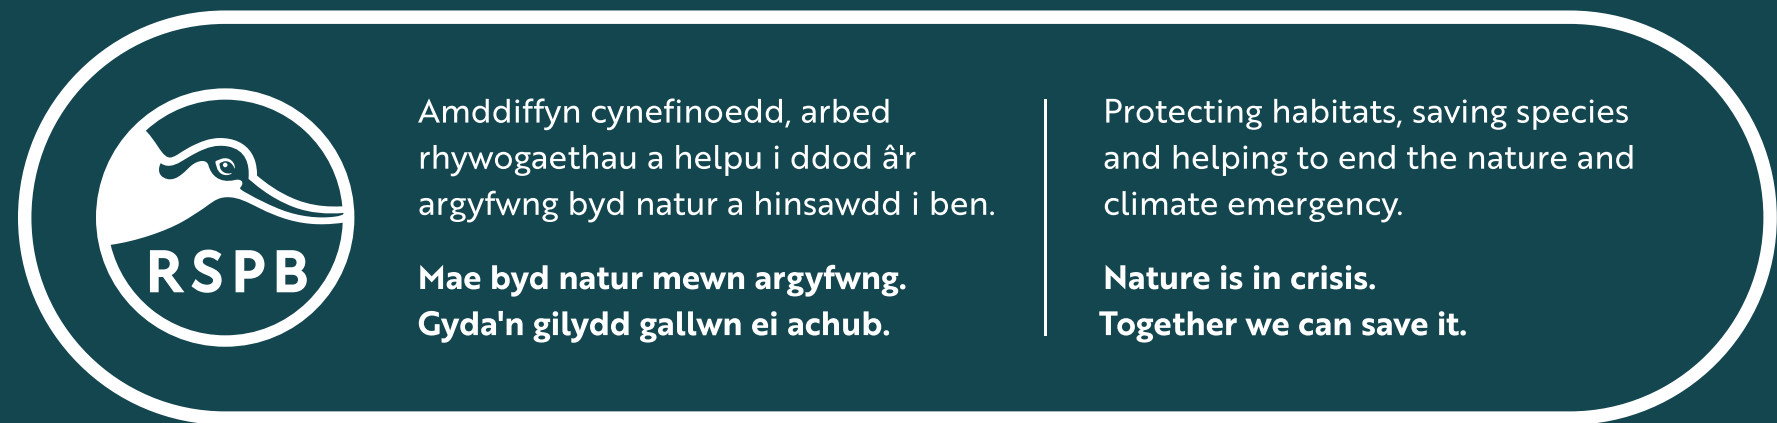 RSPB
Amddiffyn cynefinoedd, arbed
rhywogaethau a helpu i ddod â'r
argyfwng byd natur a hinsawdd i ben.
Mae byd natur mewn argyfwng.
Gyda'n gilydd gallwn ei achub.
Protecting habitats, saving species
and helping to end the nature and
climate emergency.
Nature is in crisis.
Together we can save it.